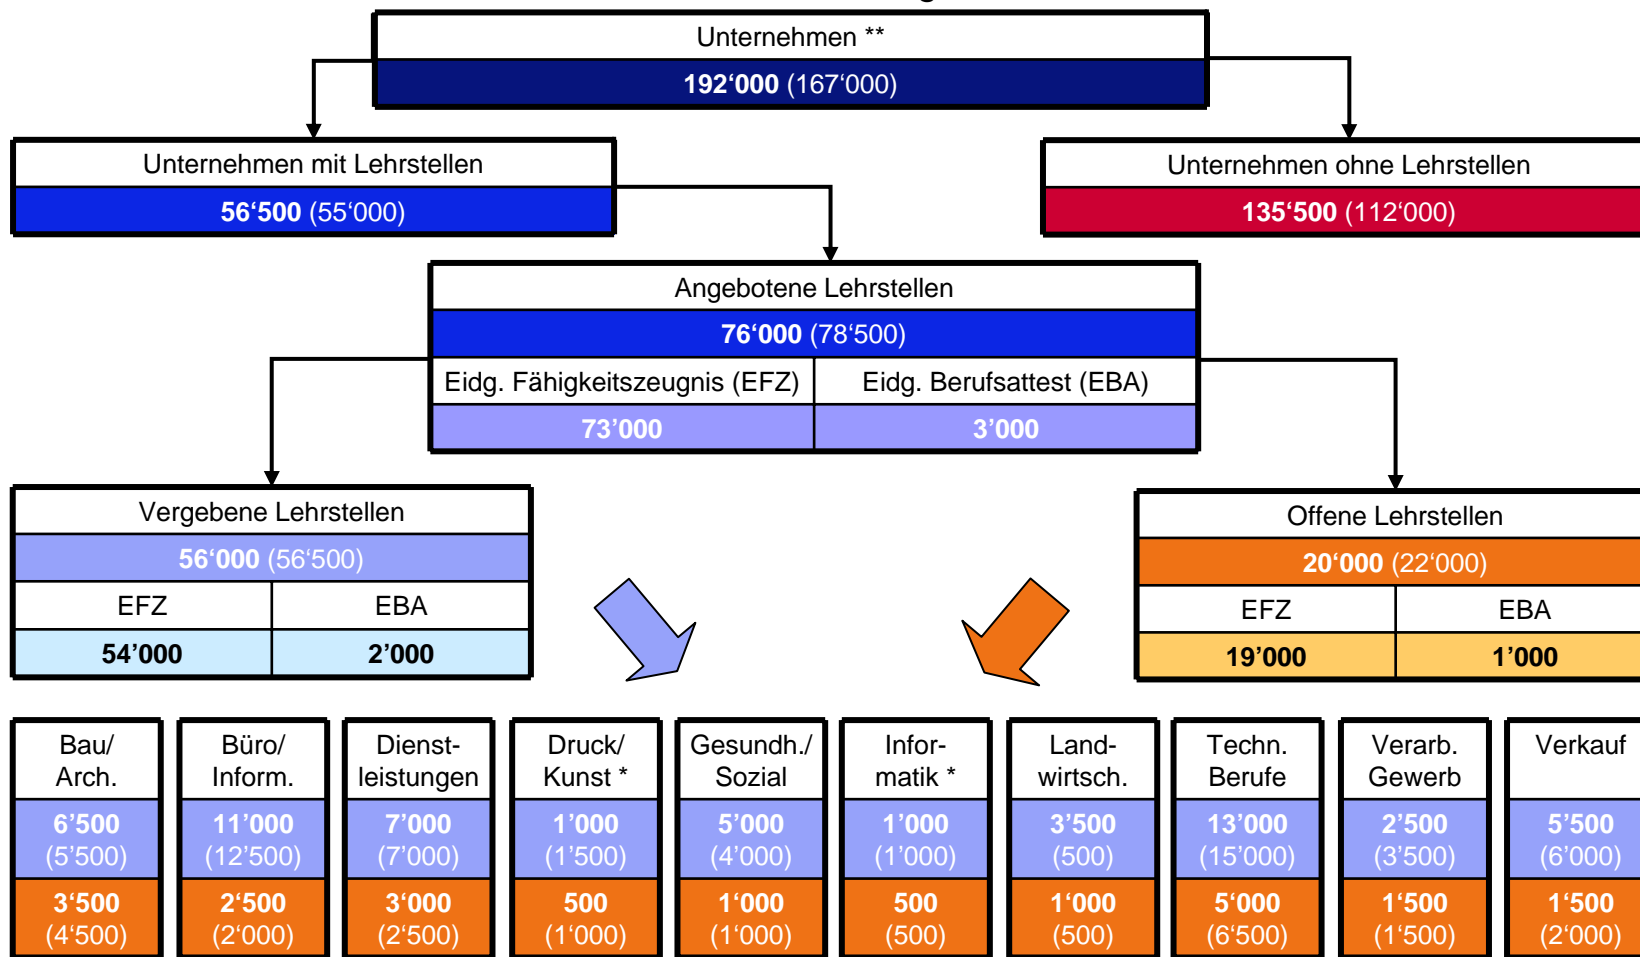 Unternehmen **
192‘000 (167‘000)
Unternehmen mit Lehrstellen
56‘500 (55‘000)
Unternehmen ohne Lehrstellen
135‘500 (112‘000)
Angebotene Lehrstellen
76‘000 (78‘500)
Eidg. Fähigkeitszeugnis (EFZ)
Eidg. Berufsattest (EBA)
73’000
3’000
Vergebene Lehrstellen
56‘000 (56‘500)
EFZ
EBA
54’000
2’000
Offene Lehrstellen
20‘000 (22‘000)
EFZ
EBA
19’000
1’000
Bau/
Arch.
6’500
(5’500)
3‘500
(4‘500)
Büro/
Inform.
11’000
(12’500)
2‘500
(2‘000)
Dienst-
leistungen
7’000
(7’000)
3‘000
(2‘500)
Druck/
Kunst *
1’000
(1’500)
500
(1‘000)
Gesundh./
Sozial
5’000
(4’000)
1‘000
(1‘000)
Infor-
matik *
1’000
(1’000)
500
(500)
Land-
wirtsch.
3’500
(500)
1‘000
(500)
Techn.
Berufe
13’000
(15’000)
5‘000
(6‘500)
Verarb.
Gewerb
2’500
(3’500)
1‘500
(1‘500)
Verkauf
5’500
(6’000)
1‘500
(2‘000)